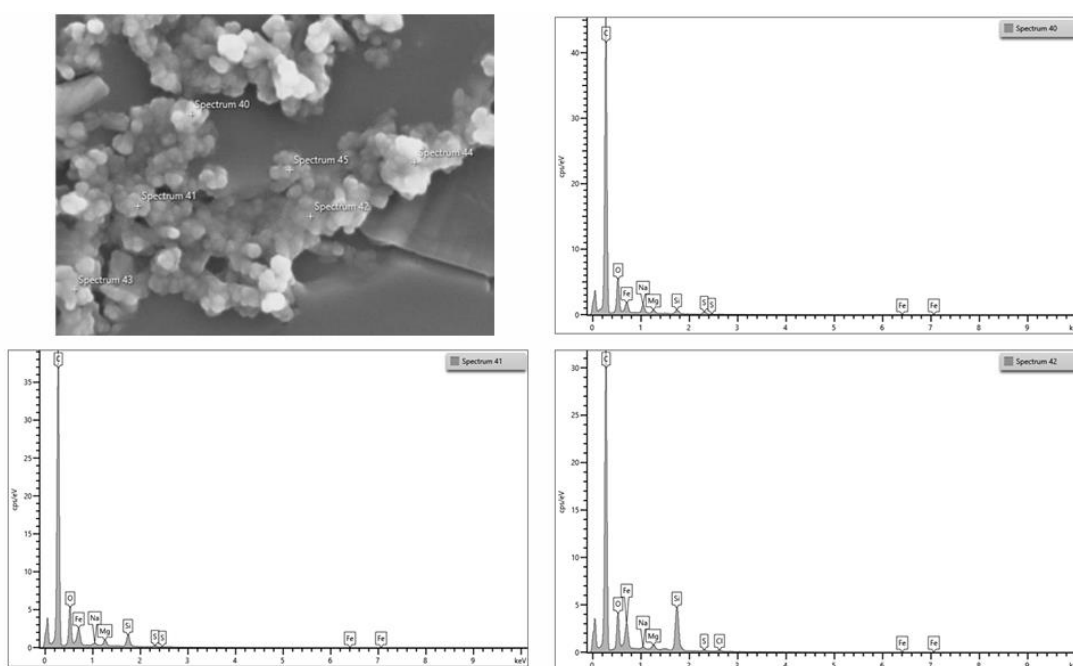 Spectrum 40
Spectrum 45
Spectrum 44
Spectrum 41
Spectrum 42
Spectrum 43
Spectrum 40
cps/eV
40
30
20
10
0
C
O
Fe
Na
Mg
Si
S
S
Fe
Fe
0 1 2 3 4 5 6 7 8 9
Spectrum 41
cps/eV
35
30
25
20
15
10
5
0
C
O
Fe
Na
Mg
Si
S
S
Fe
Fe
0 1 2 3 4 5 6 7 8 9 keV
Spectrum 42
cps/eV
30
25
20
15
10
5
0
C
O
Fe
Na
Mg
Si
S
Cl
Fe
Fe
0 1 2 3 4 5 6 7 8 9